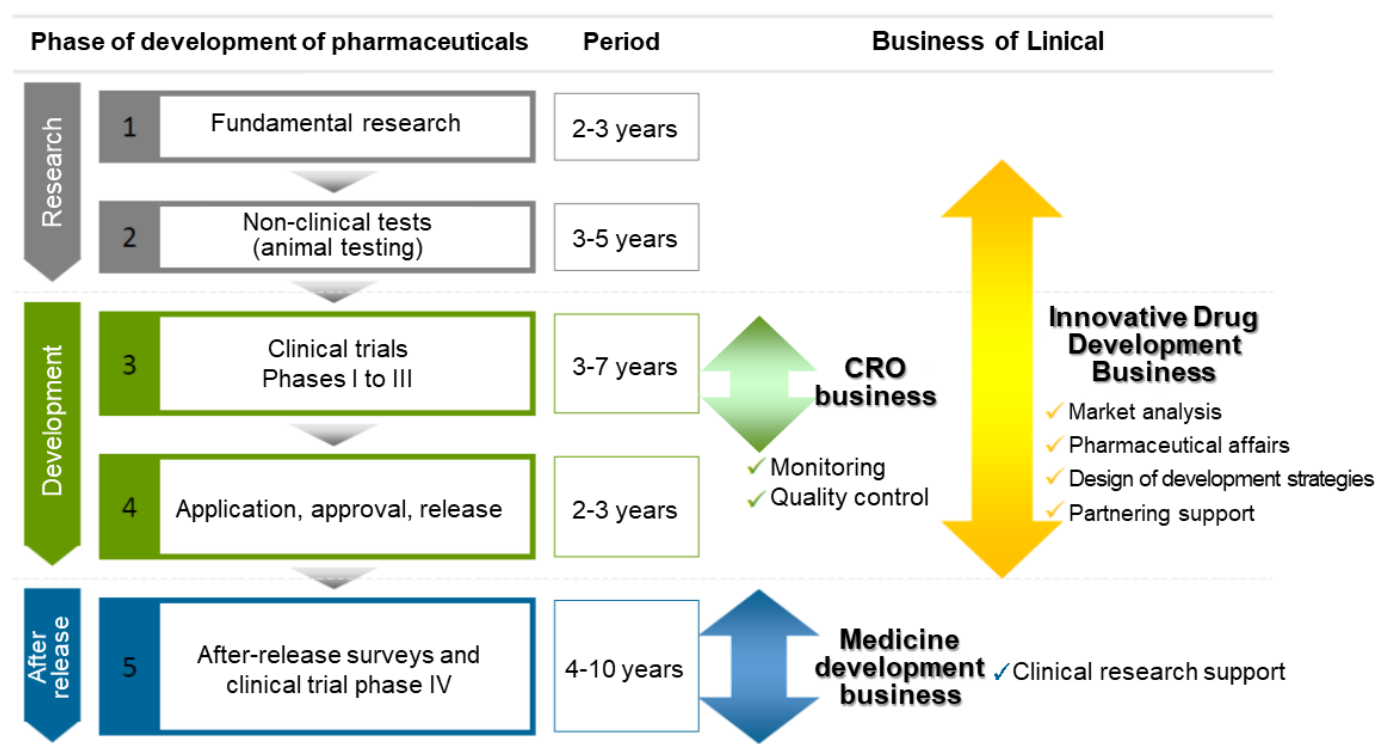 Phase of development of pharmaceuticals
Period
Business of Linical
Research
1
Fundamental research
2-3 years
2
Non-clinical tests
(animal testing)
3-5 years
Development
3
Clinical trials
Phases I to III
3-7 years
CRO
business
✓ Monitoring
✓ Quality control
Innovative Drug
Development
Business
✓ Market analysis
✓ Pharmaceutical affairs
✓ Design of development strategies
✓ Partnering support
4
Application, approval, release
2-3 years
After
release
5
After-release surveys and
clinical trial phase IV
4-10 years
Medicine
development
business
✓ Clinical research support